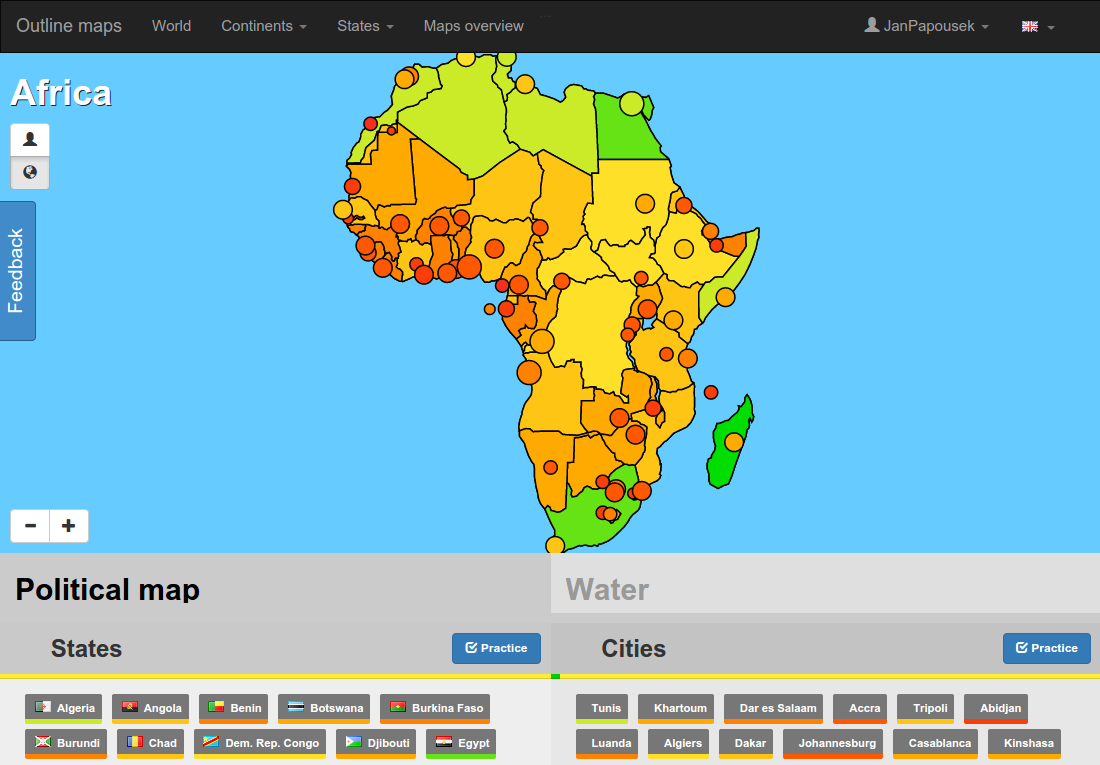 Outline maps World Continents States Maps overview JanPapousek
Africa
Feedback
Political map Water
States Practice Cities Practice
Algeria Angola Benin Botswana Burkina Faso Tunis Khartoum Dar es Salaam Accra Tripoli Abidjan
Burundi Chad Dem. Rep. Congo Djibouti Egypt Luanda Algiers Dakar Johannesburg Casablanca Kinshasa